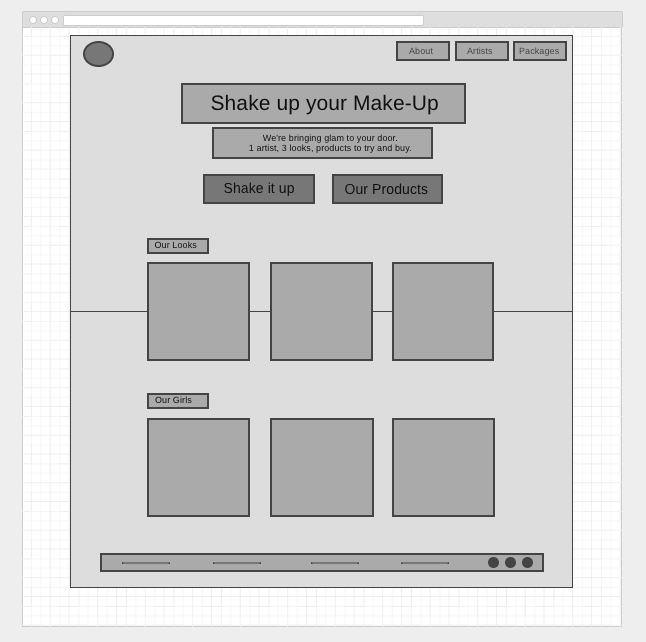 About
Artists
Packages
Shake up your Make-Up
We're bringing glam to your door.
1 artist, 3 looks, products to try and buy.
Shake it up
Our Products
Our Looks
Our Girls